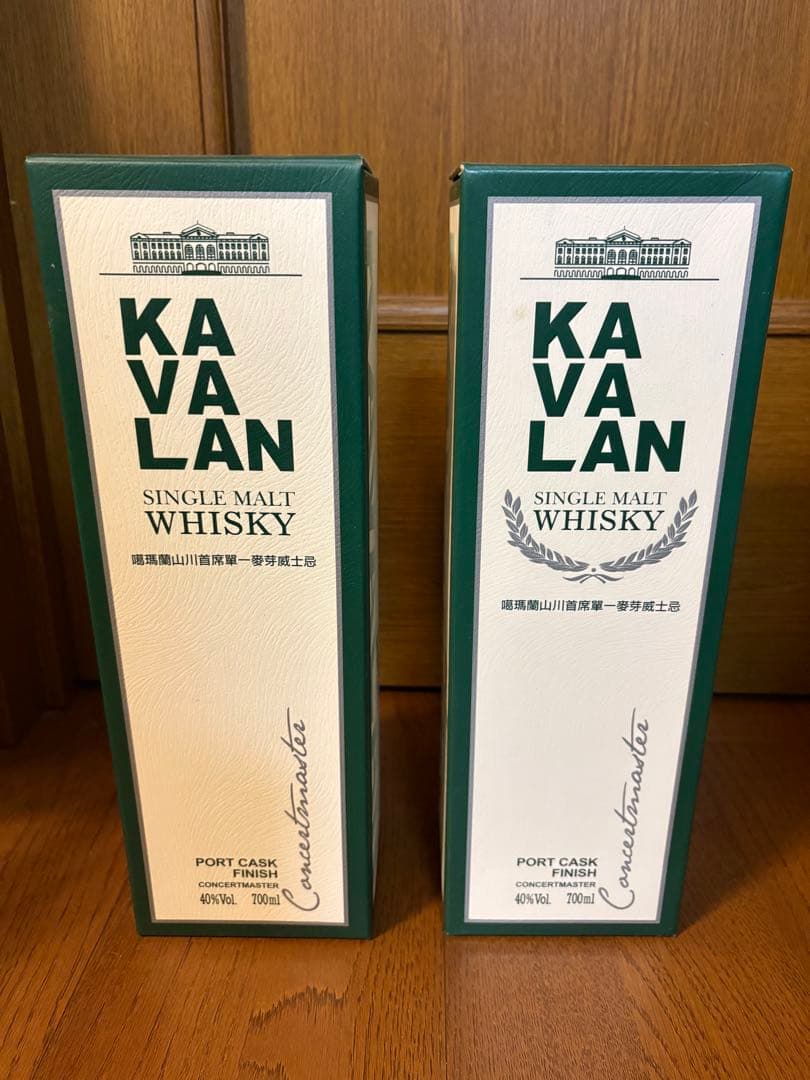 KA
VA
LAN
SINGLE MALT
WHISKY
噶瑪蘭山川首席單一麥芽威士忌
Concertmaster
PORT CASK
FINISH
CONCERTMASTER
40%Vol. 700ml
KA
VA
LAN
SINGLE MALT
WHISKY
噶瑪蘭山川首席單一麥芽威士忌
Concertmaster
PORT CASK
FINISH
CONCERTMASTER
40%Vol. 700ml